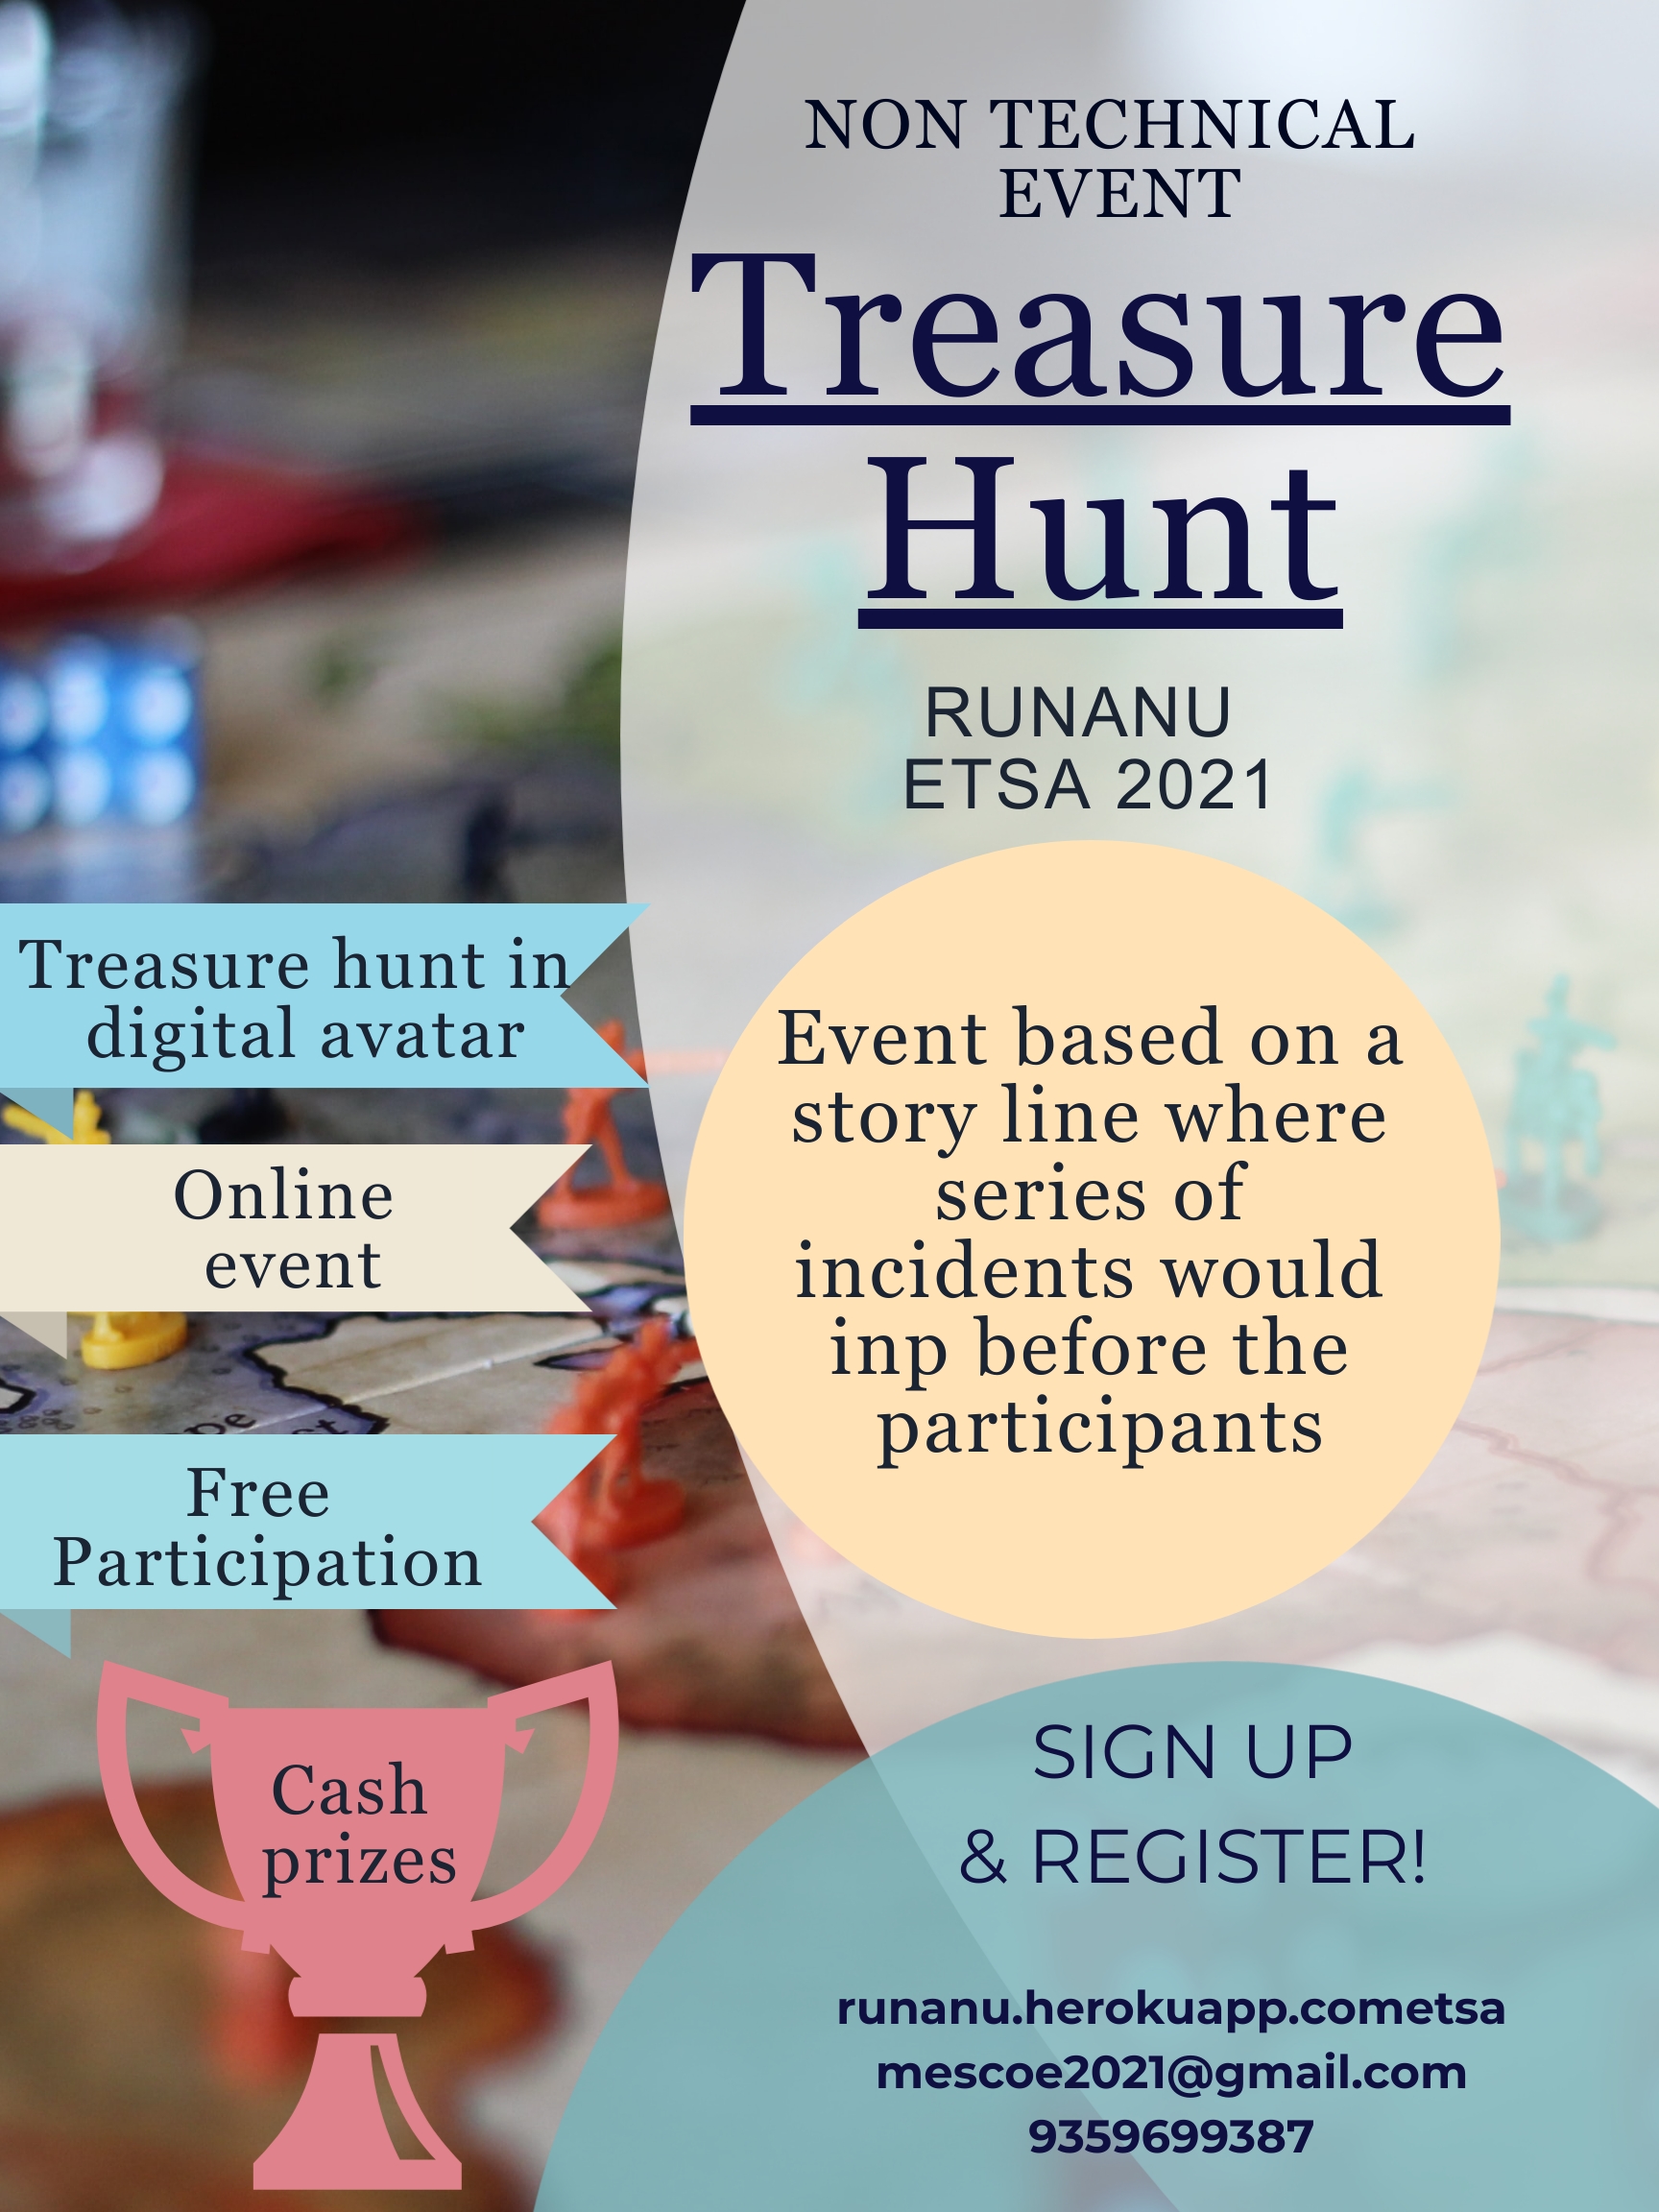 NON TECHNICAL
EVENT
Treasure
Hunt
RUNANU
ETSA 2021
Treasure hunt in
digital avatar
Online
event
Free
Participation
Cash
prizes
Event based on a
story line where
series of
incidents would
inp before the
participants
SIGN UP
& REGISTER!
runanu.herokuapp.cometsa
mescoe2021@gmail.com
9359699387